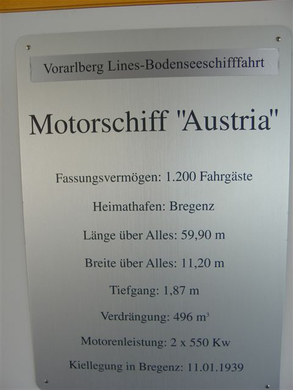 Vorarlberg Lines-Bodenseeschifffahrt
Motorschiff "Austria"
Fassungsvermögen: 1.200 Fahrgäste
Heimathafen: Bregenz
Länge über Alles: 59,90 m
Breite über Alles: 11,20 m
Tiefgang: 1,87 m
Verdrängung: 496 m³
Motorenleistung: 2 x 550 Kw
Kiellegung in Bregenz: 11.01.1939